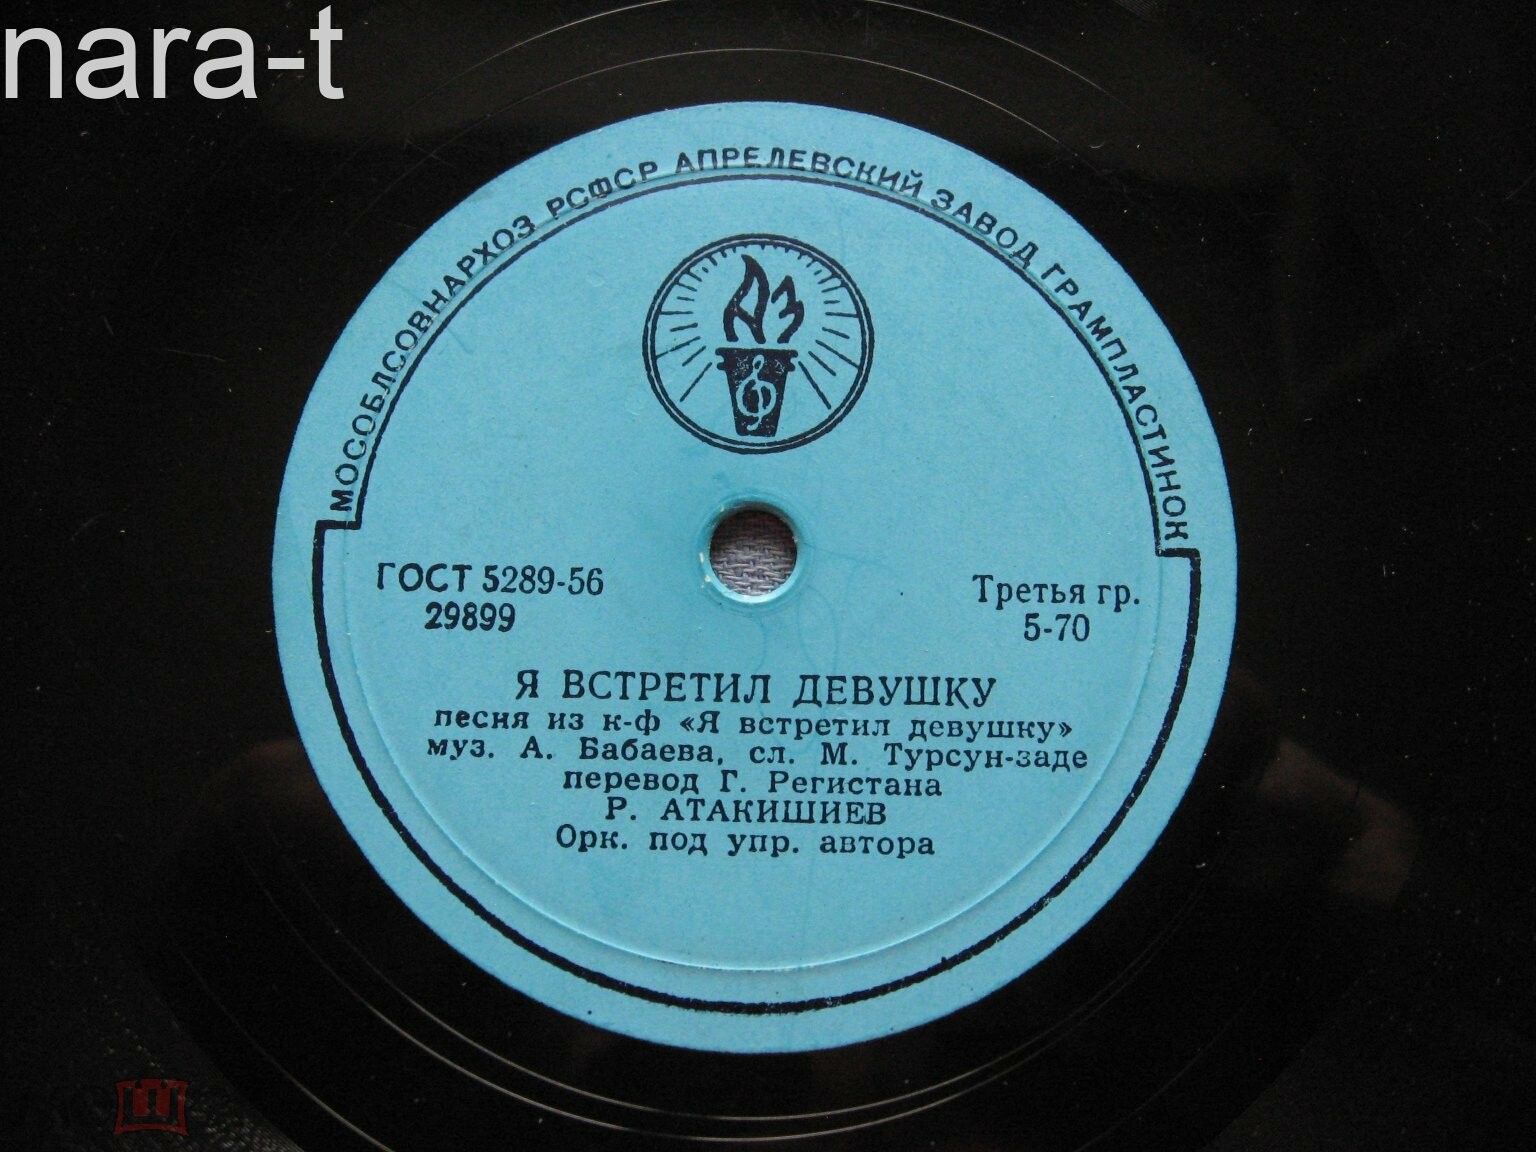 nara-t
МОСОБЛСОВНАРХОЗ РСФСР АПРЕЛЕВСКИЙ ЗАВОД ГРАМПЛАСТИНОК
АЗ
ГОСТ 5289-56
29899
Третья гр.
5-70
Я ВСТРЕТИЛ ДЕВУШКУ
песня из к-ф «Я встретил девушку»
муз. А. Бабаева, сл. М. Турсун-заде
перевод Г. Регистана
Р. АТАКИШИЕВ
Орк. под упр. автора